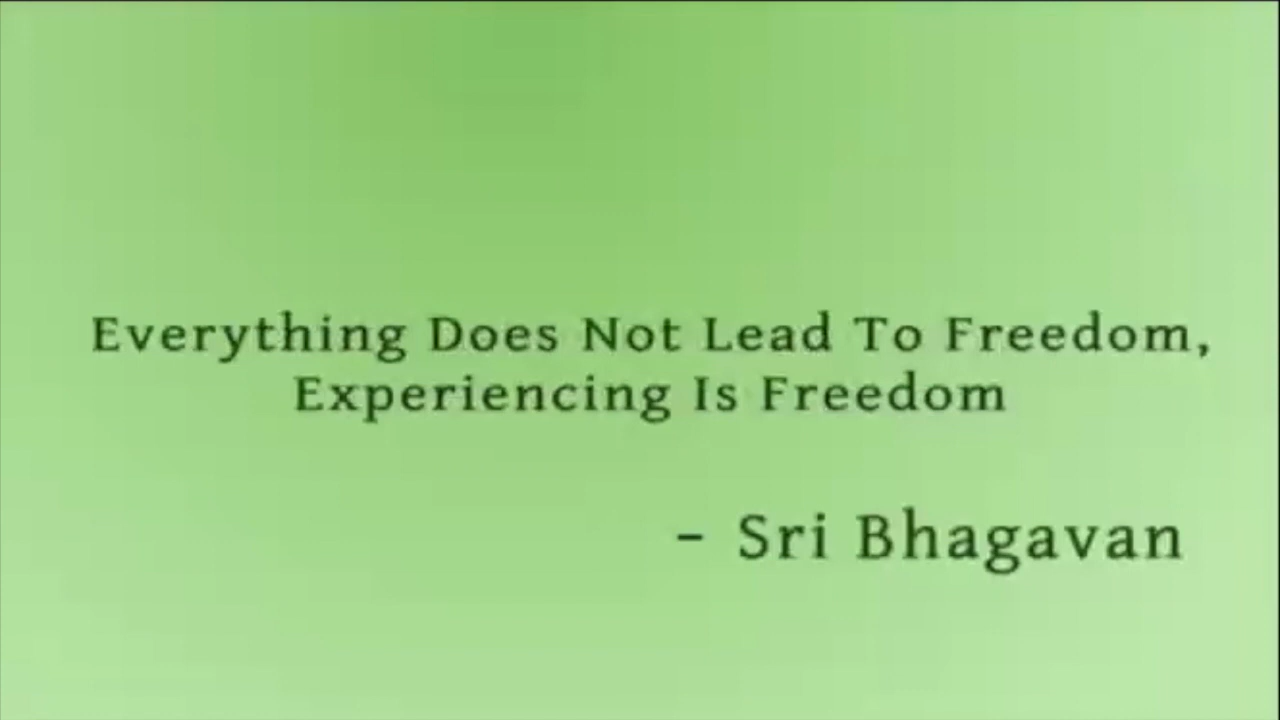 Everything Does Not Lead To Freedom,
Experiencing Is Freedom
- Sri Bhagavan